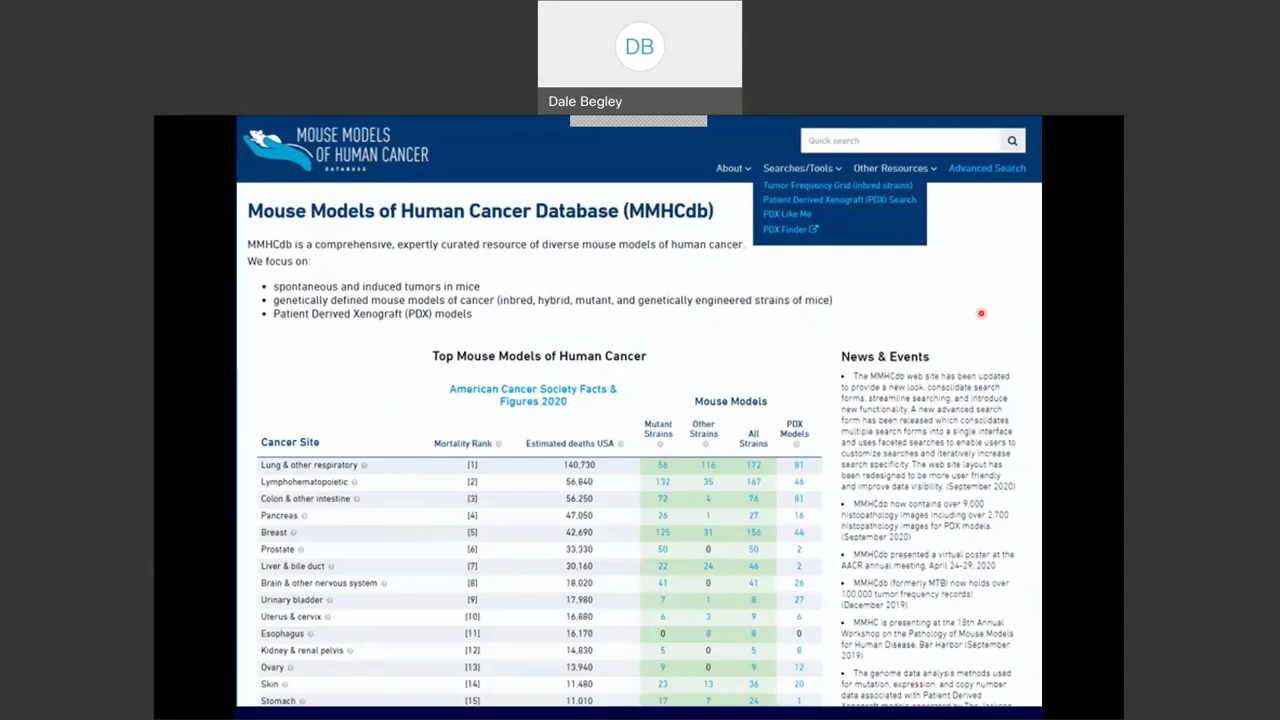 DB
Dale Begley
MOUSE MODELS
OF HUMAN CANCER
DATABASE
Quick search
About
Searches/Tools
Other Resources
Advanced Search
Tumor Frequency Grid (inbred strains)
Patient Derived Xenograft (PDX) Search
PDX Like Me
PDX Finder
Mouse Models of Human Cancer Database (MMHCdb)
MMHCdb is a comprehensive, expertly curated resource of diverse mouse models of human cancer.
We focus on:
• spontaneous and induced tumors in mice
• genetically defined mouse models of cancer (inbred, hybrid, mutant, and genetically engineered strains of mice)
• Patient Derived Xenograft (PDX) models
Top Mouse Models of Human Cancer
American Cancer Society Facts &
Figures 2020
Mouse Models
Cancer Site
Mortality Rank
Estimated deaths USA
Mutant
Strains
Other
Strains
All
Strains
PDX
Models
Lung & other respiratory [1] 140,730 56 116 172 81
Lymphohematopoietic [2] 56,840 132 35 167 46
Colon & other intestine [3] 56,250 72 4 76 81
Pancreas [4] 47,050 26 1 27 16
Breast [5] 42,690 125 31 156 44
Prostate [6] 33,330 50 0 50 2
Liver & bile duct [7] 30,160 22 24 46 2
Brain & other nervous system [8] 18,020 41 0 41 26
Urinary bladder [9] 17,980 7 1 8 27
Uterus & cervix [10] 16,880 6 3 9 6
Esophagus [11] 16,170 0 8 8 0
Kidney & renal pelvis [12] 14,830 5 0 5 8
Ovary [13] 13,940 9 0 9 12
Skin [14] 11,480 23 13 36 20
Stomach [15] 11,010 17 7 24 1
News & Events
• The MMHCdb web site has been updated
to provide a new look, consolidate search
forms, streamline searching, and introduce
new functionality. A new advanced search
form has been released which consolidates
multiple search forms into a single interface
and uses faceted searches to enable users to
customize searches and iteratively increase
search specificity. The web site layout has
been redesigned to be more user friendly
and improve data visibility. (September 2020)
• MMHCdb now contains over 9,000
histopathology images including over 2,700
histopathology images for PDX models.
(September 2020)
• MMHCdb presented a virtual poster at the
AACR annual meeting, April 24-29, 2020
• MMHCdb (formerly MTB) now holds over
100,000 tumor frequency records!
(December 2019)
• MMHC is presenting at the 18th Annual
Workshop on the Pathology of Mouse Models
for Human Disease, Bar Harbor (September
2019)
• The genome data analysis methods used
for mutation, expression, and copy number
data associated with Patient Derived
Xenograft models generated by The Jackson